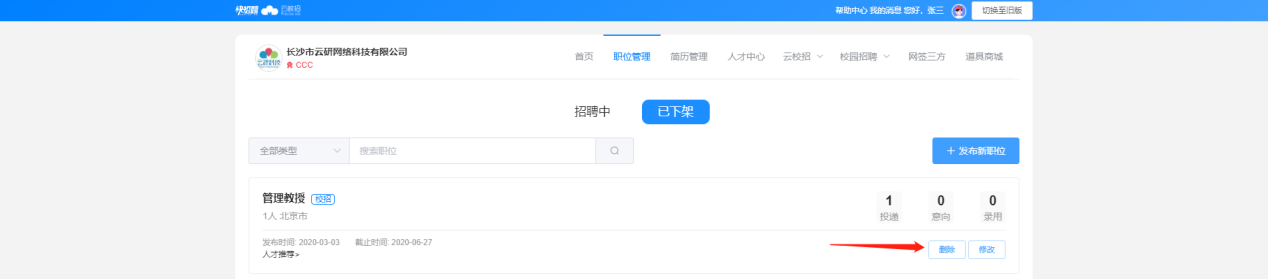 快招聘 云校招
帮助中心 我的消息 您好，张三 切换至旧版
长沙市云研网络科技有限公司
CCC
首页 职位管理 简历管理 人才中心 云校招 校园招聘 网签三方 道具商城
招聘中 已下架
全部类型 搜索职位 + 发布新职位
管理教授 校招
1人 北京市
1 0 0
投递 意向 录用
发布时间: 2020-03-03 截止时间: 2020-06-27
人才推荐>
删除 修改